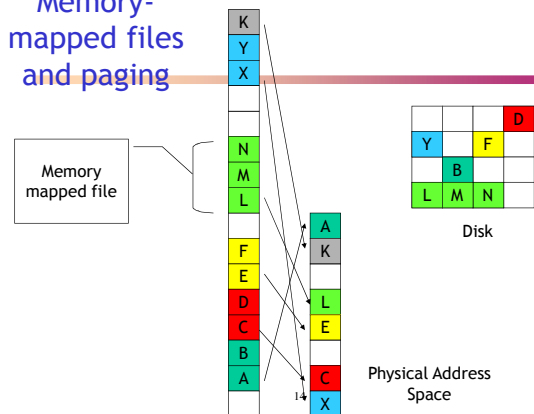 Memory-
mapped files
and paging
K
Y
X
N
M
L
F
E
D
C
B
A
Memory
mapped file
A
K
L
E
C
X
14
D
Y F
B
L M N
Disk
Physical Address
Space